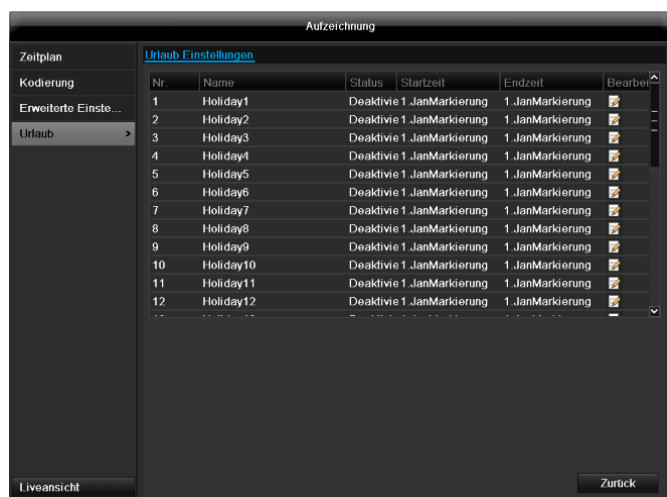 Aufzeichnung
Zeitplan
Kodierung
Erweiterte Einste...
Urlaub >
Urlaub Einstellungen
Nr. Name Status Startzeit Endzeit Bearbei
1 Holiday1 Deaktivie 1.JanMarkierung 1.JanMarkierung
2 Holiday2 Deaktivie 1.JanMarkierung 1.JanMarkierung
3 Holiday3 Deaktivie 1.JanMarkierung 1.JanMarkierung
4 Holiday4 Deaktivie 1.JanMarkierung 1.JanMarkierung
5 Holiday5 Deaktivie 1.JanMarkierung 1.JanMarkierung
6 Holiday6 Deaktivie 1.JanMarkierung 1.JanMarkierung
7 Holiday7 Deaktivie 1.JanMarkierung 1.JanMarkierung
8 Holiday8 Deaktivie 1.JanMarkierung 1.JanMarkierung
9 Holiday9 Deaktivie 1.JanMarkierung 1.JanMarkierung
10 Holiday10 Deaktivie 1.JanMarkierung 1.JanMarkierung
11 Holiday11 Deaktivie 1.JanMarkierung 1.JanMarkierung
12 Holiday12 Deaktivie 1.JanMarkierung 1.JanMarkierung
Liveansicht
Zurück